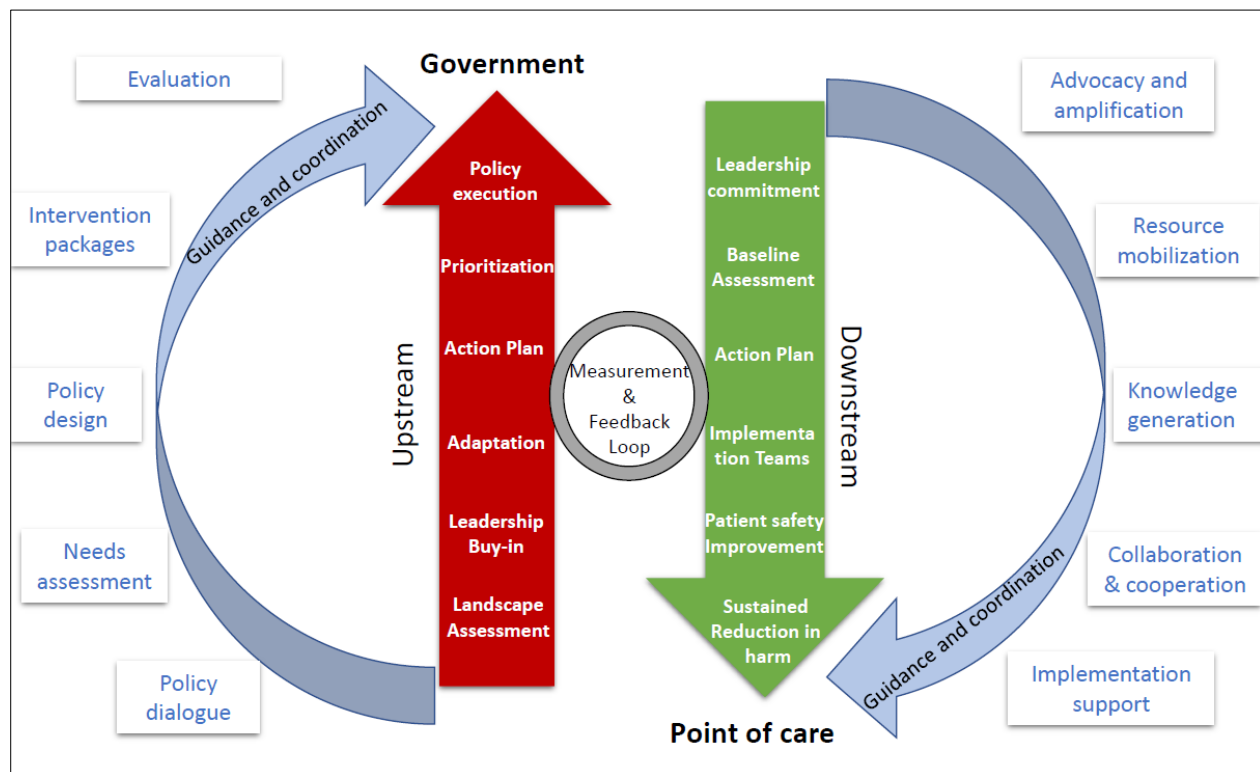 Government
Evaluation
Intervention
packages
Policy
design
Needs
assessment
Policy
dialogue
Guidance and coordination
Upstream
Policy
execution
Prioritization
Action Plan
Adaptation
Leadership
Buy-in
Landscape
Assessment
Measurement
&
Feedback
Loop
Leadership
commitment
Baseline
Assessment
Action Plan
Implementa
tion Teams
Patient safety
Improvement
Sustained
Reduction in
harm
Point of care
Downstream
Guidance and coordination
Advocacy and
amplification
Resource
mobilization
Knowledge
generation
Collaboration
& cooperation
Implementation
support